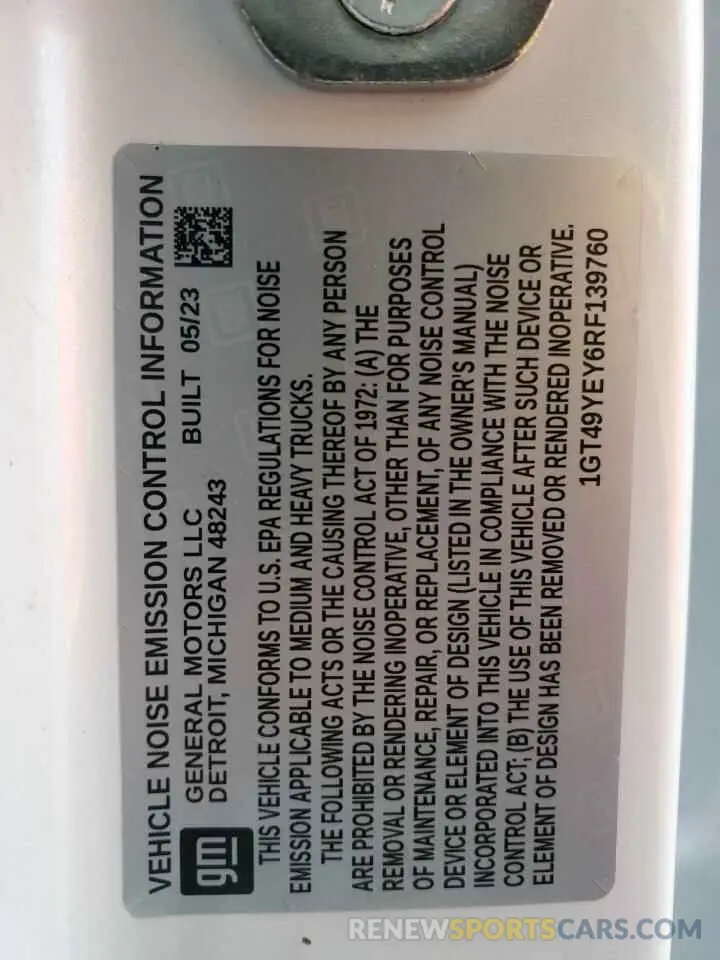 VEHICLE NOISE EMISSION CONTROL INFORMATION
gm
GENERAL MOTORS LLC BUILT 05/23
DETROIT, MICHIGAN 48243
THIS VEHICLE CONFORMS TO U.S. EPA REGULATIONS FOR NOISE
EMISSION APPLICABLE TO MEDIUM AND HEAVY TRUCKS.
THE FOLLOWING ACTS OR THE CAUSING THEREOF BY ANY PERSON
ARE PROHIBITED BY THE NOISE CONTROL ACT OF 1972: (A) THE
REMOVAL OR RENDERING INOPERATIVE, OTHER THAN FOR PURPOSES
OF MAINTENANCE, REPAIR, OR REPLACEMENT, OF ANY NOISE CONTROL
DEVICE OR ELEMENT OF DESIGN (LISTED IN THE OWNER'S MANUAL)
INCORPORATED INTO THIS VEHICLE IN COMPLIANCE WITH THE NOISE
CONTROL ACT; (B) THE USE OF THIS VEHICLE AFTER SUCH DEVICE OR
ELEMENT OF DESIGN HAS BEEN REMOVED OR RENDERED INOPERATIVE.
1GT49YEY6RF139760
RENEWSPORTSCARS.COM